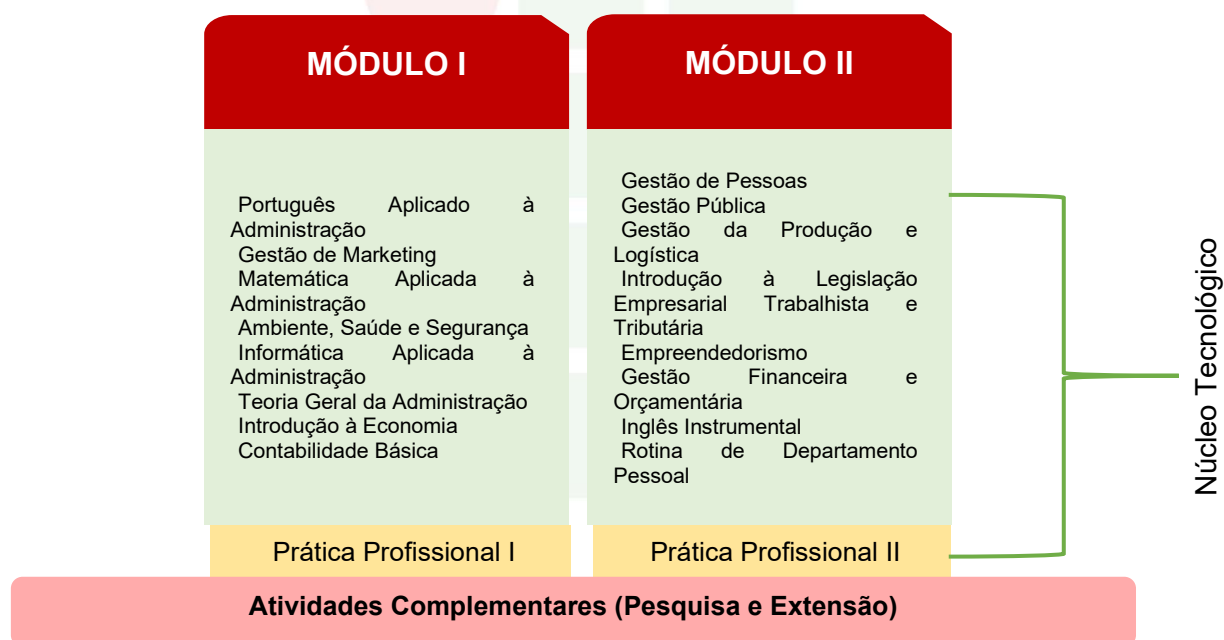 MÓDULO I
Português Aplicado à
Administração
Gestão de Marketing
Matemática Aplicada à
Administração
Ambiente, Saúde e Segurança
Informática Aplicada à
Administração
Teoria Geral da Administração
Introdução à Economia
Contabilidade Básica
Prática Profissional I
MÓDULO II
Gestão de Pessoas
Gestão Pública
Gestão da Produção e
Logística
Introdução à Legislação
Empresarial Trabalhista e
Tributária
Empreendedorismo
Gestão Financeira e
Orçamentária
Inglês Instrumental
Rotina de Departamento
Pessoal
Prática Profissional II
Núcleo Tecnológico
Atividades Complementares (Pesquisa e Extensão)